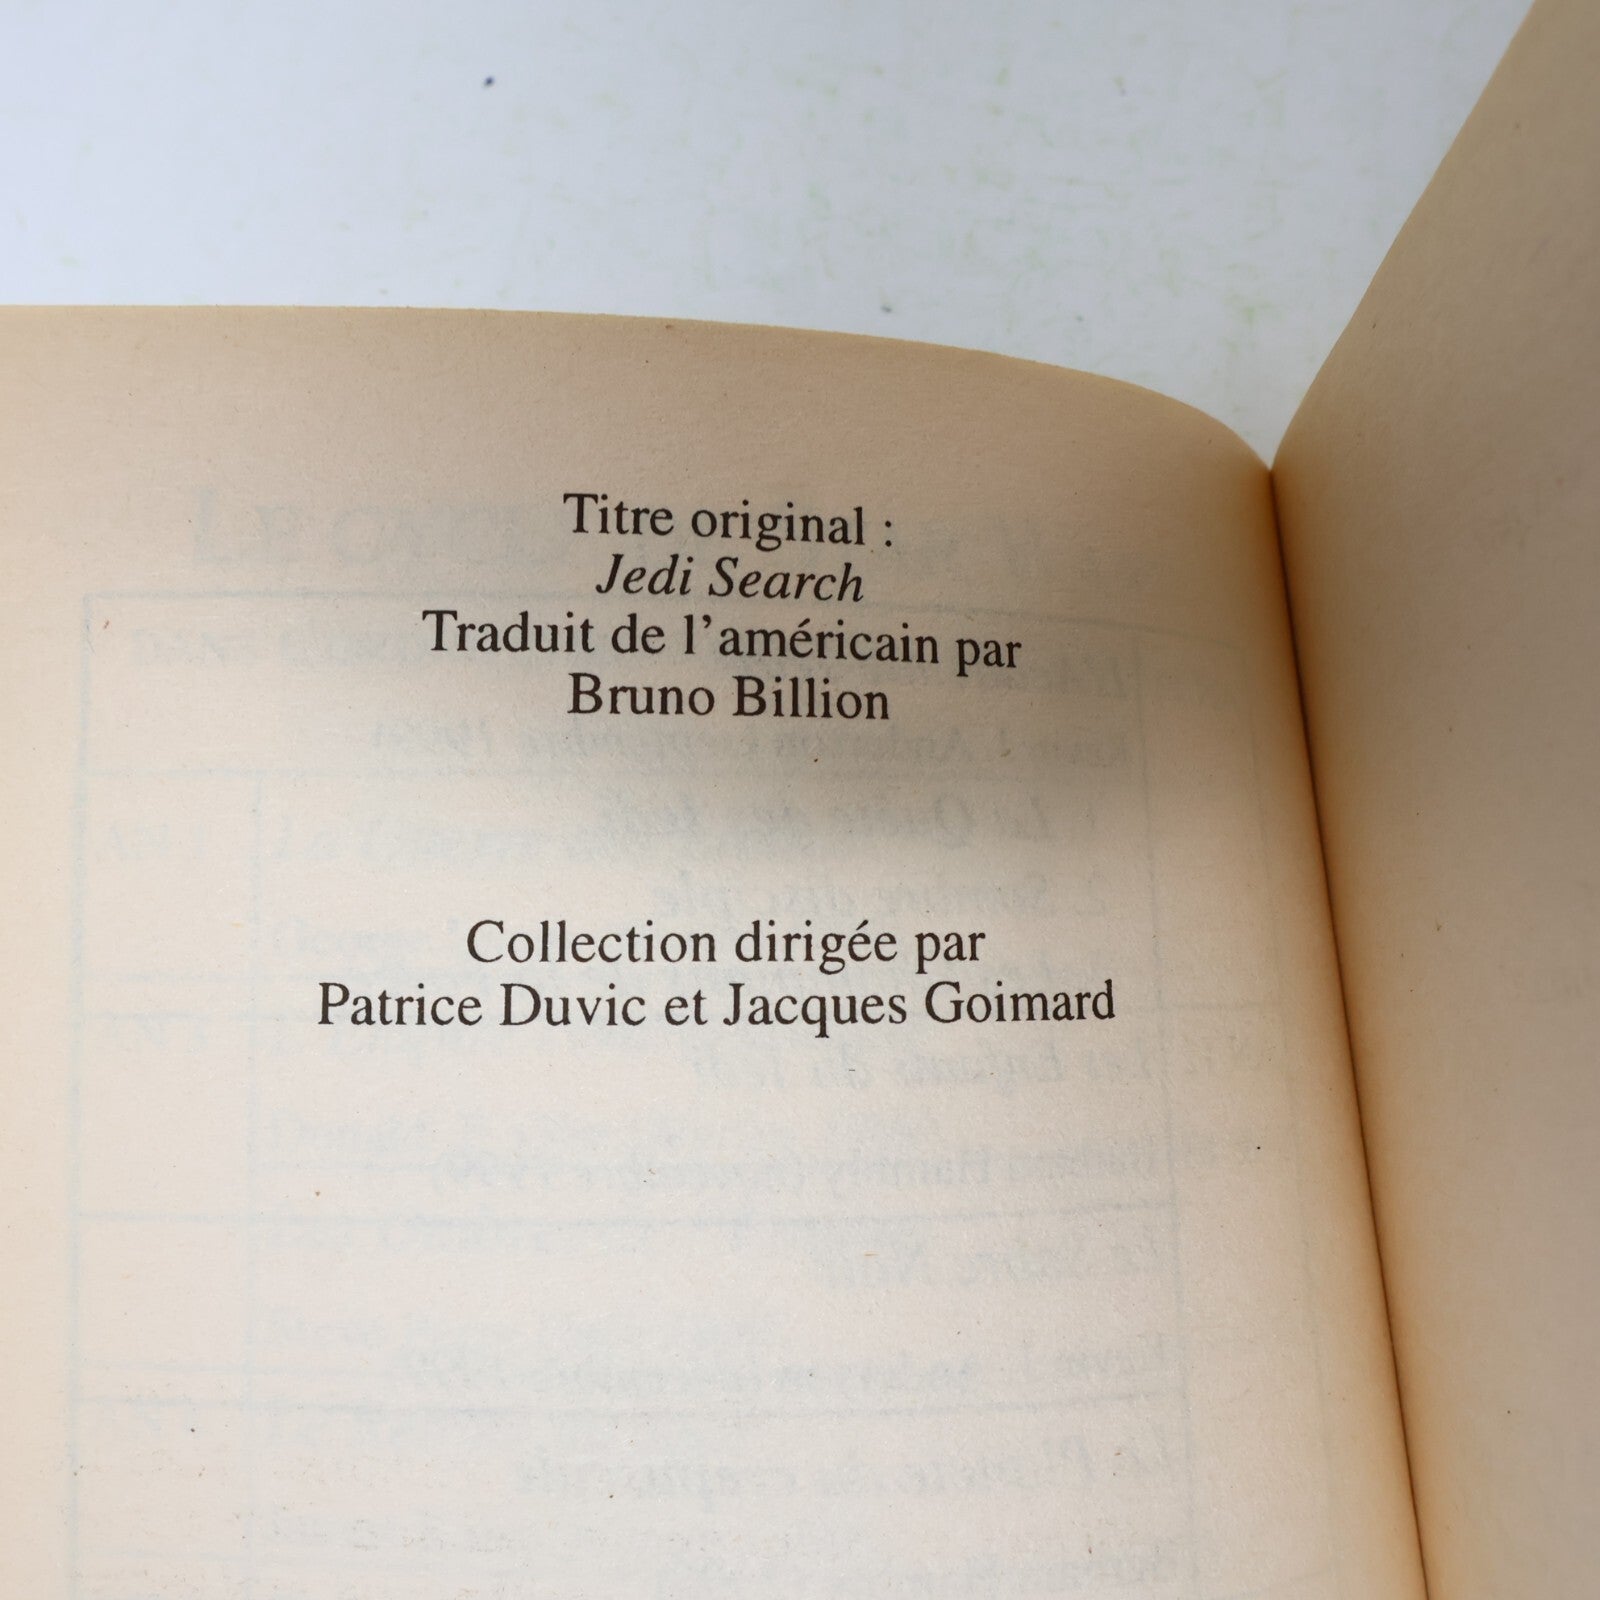 Titre original :
Jedi Search
Traduit de l'américain par
Bruno Billion
Collection dirigée par
Patrice Duvic et Jacques Goimard